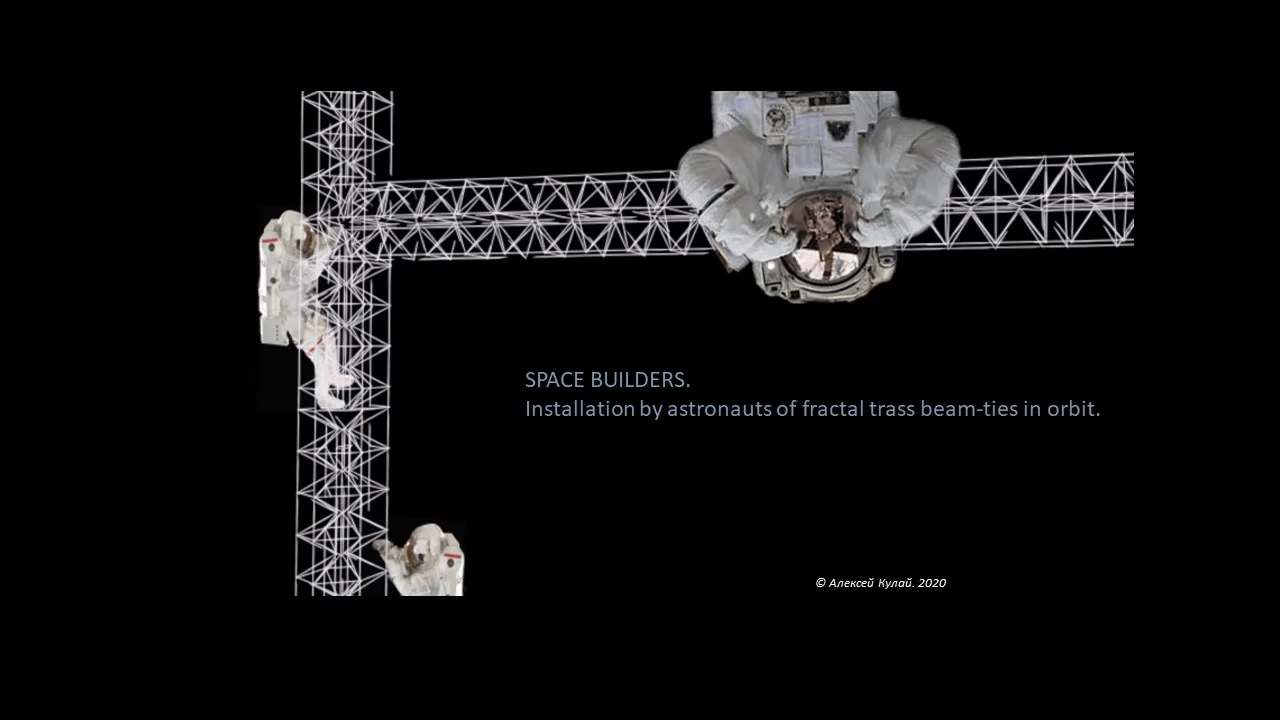 SPACE BUILDERS.
Installation by astronauts of fractal trass beam-ties in orbit.
© Алексей Кулай. 2020